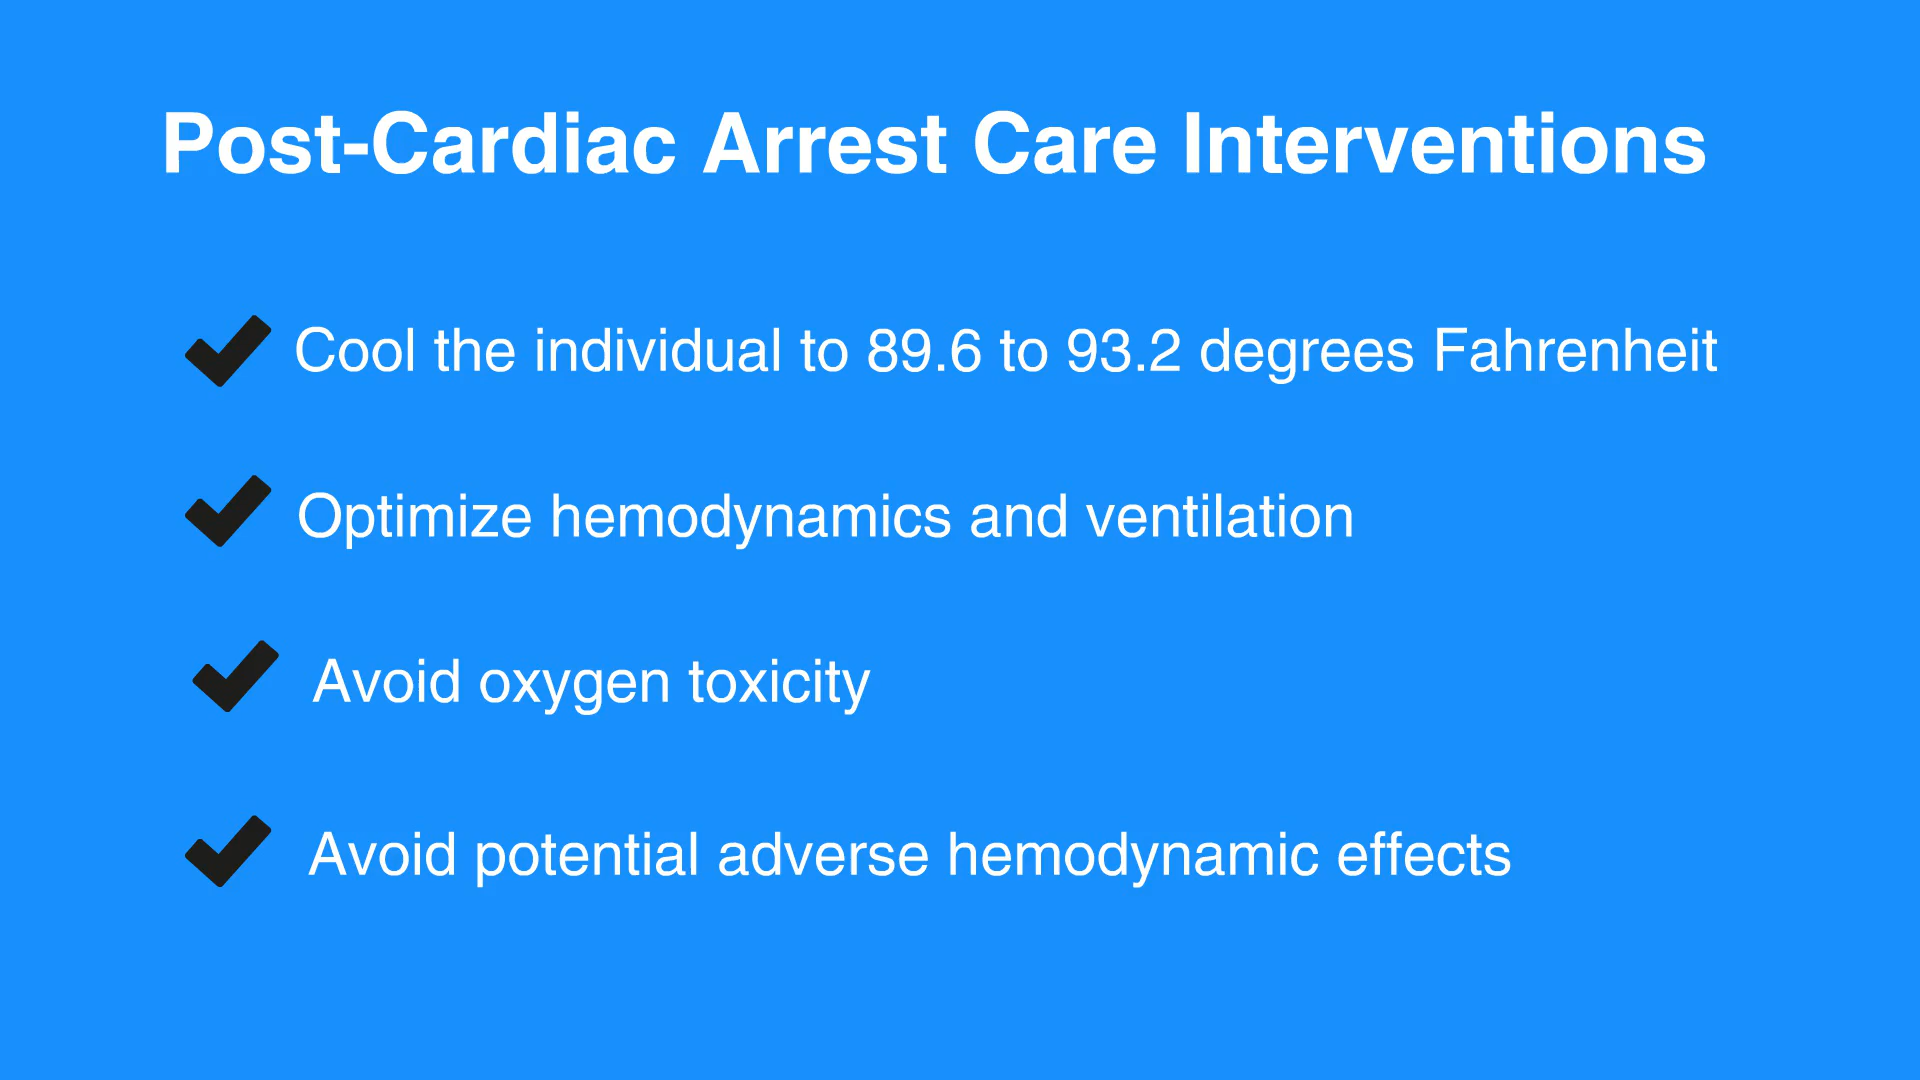 Post-Cardiac Arrest Care Interventions
Cool the individual to 89.6 to 93.2 degrees Fahrenheit
Optimize hemodynamics and ventilation
Avoid oxygen toxicity
Avoid potential adverse hemodynamic effects